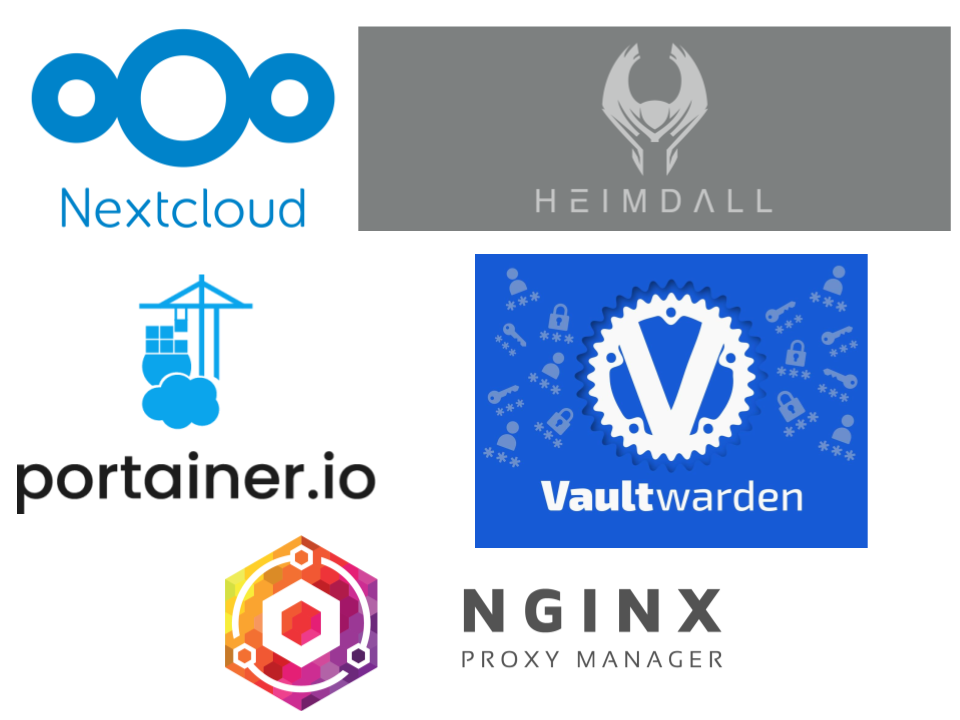 Nextcloud
HEIMDALL
portainer.io
Vaultwarden
NGINX
PROXY MANAGER